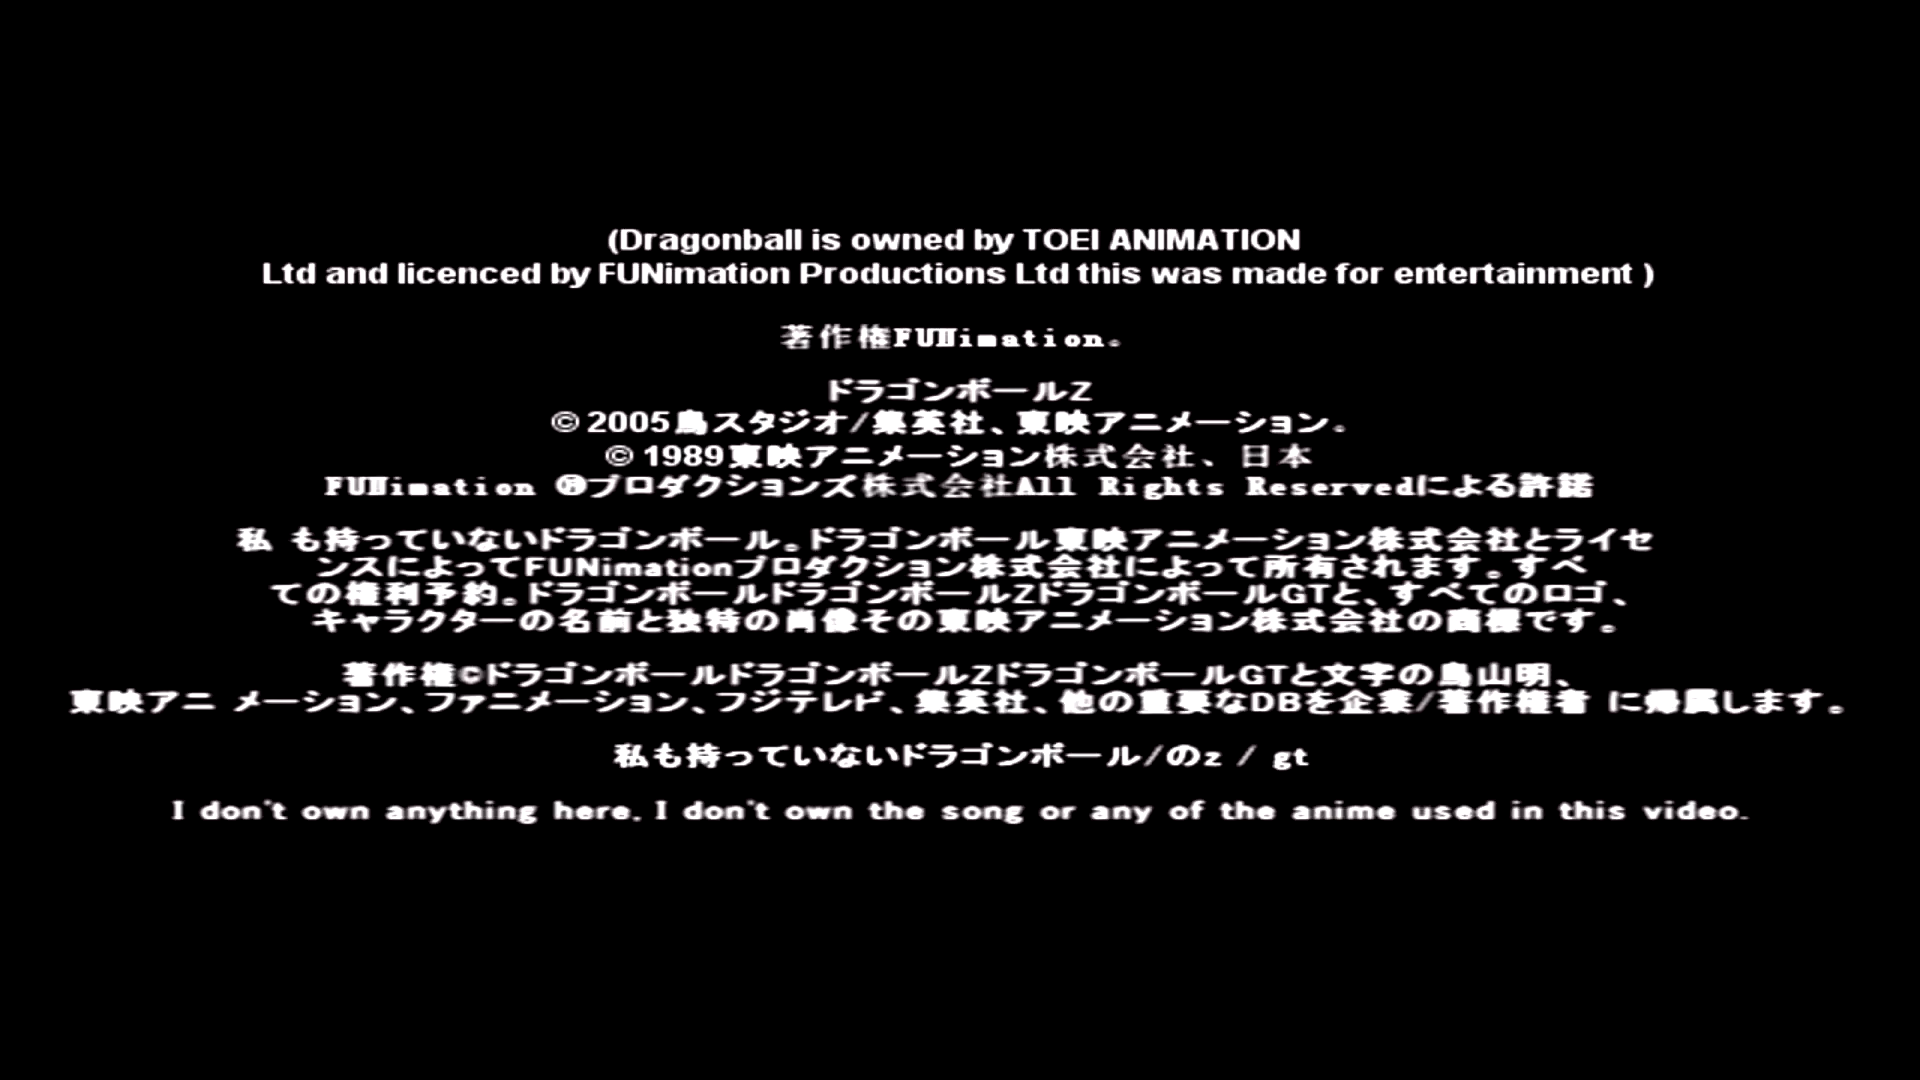 (Dragonball is owned by TOEI ANIMATION
Ltd and licenced by FUNimation Productions Ltd this was made for entertainment )
著作権FUNimation。
ドラゴンボールZ
© 2005鳥スタジオ/集英社、東映アニメーション。
© 1989東映アニメーション株式会社、日本
FUNimation ®プロダクションズ株式会社All Rights Reservedによる許諾
私 も持っていないドラゴンボール。ドラゴンボール東映アニメーション株式会社とライセ
ンスによってFUNimationプロダクション株式会社によって所有されます。すべ
ての権利予約。ドラゴンボールドラゴンボールZドラゴンボールGTと、すべてのロゴ、
キャラクターの名前と独特の肖像その東映アニメーション株式会社の商標です。
著作権©ドラゴンボールドラゴンボールZドラゴンボールGTと文字の鳥山明、
東映アニ メーション、ファニメーション、フジテレビ、集英社、他の重要なDBを企業/著作権者 に帰属します。
私も持っていないドラゴンボール/のz / gt
I don't own anything here. I don't own the song or any of the anime used in this video.